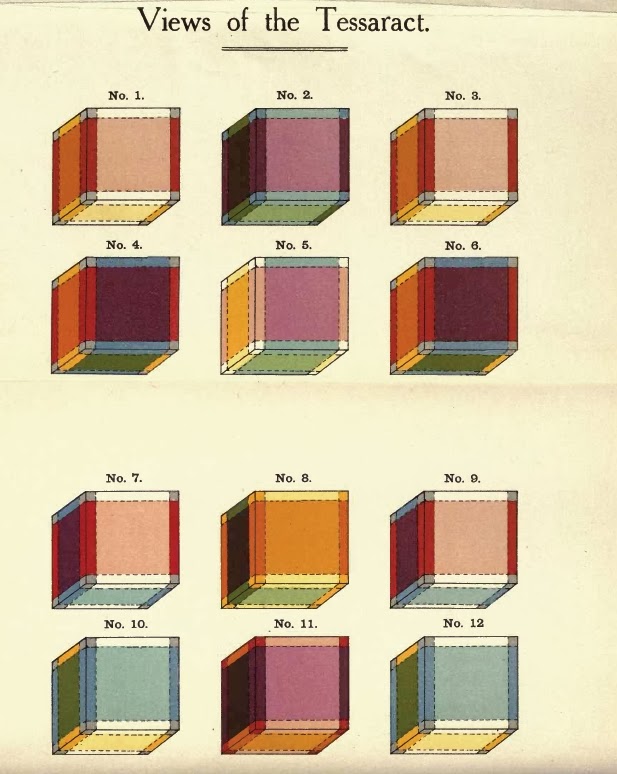 Views of the Tessaract.
No. 1.
No. 2.
No. 3.
No. 4.
No. 5.
No. 6.
No. 7.
No. 8.
No. 9.
No. 10.
No. 11.
No. 12